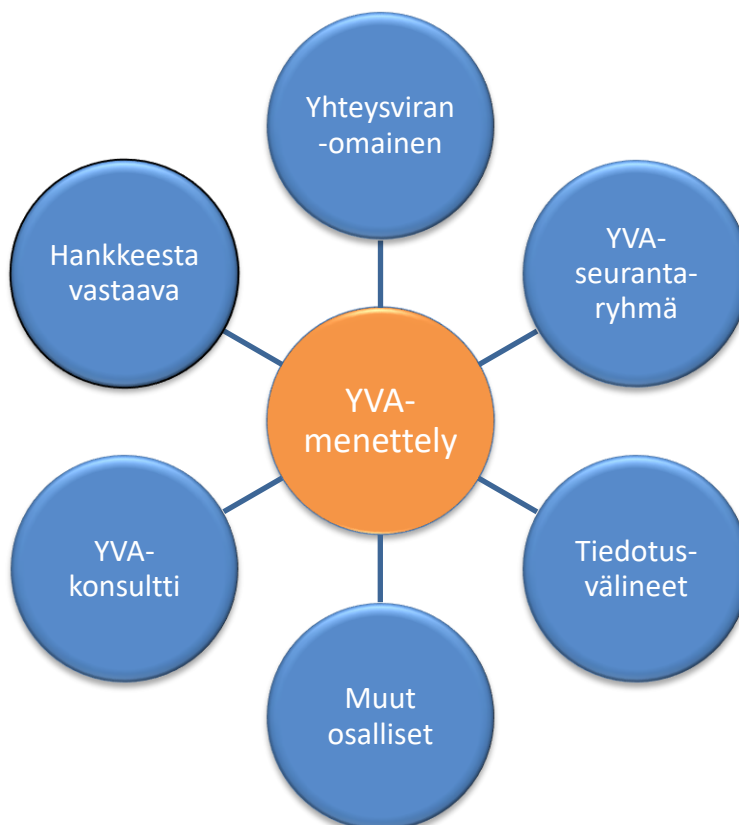 Yhteysviran
-omainen
Hankkeesta
vastaava
YVA-
seuranta-
ryhmä
YVA-
menettely
YVA-
konsultti
Tiedotus-
välineet
Muut
osalliset